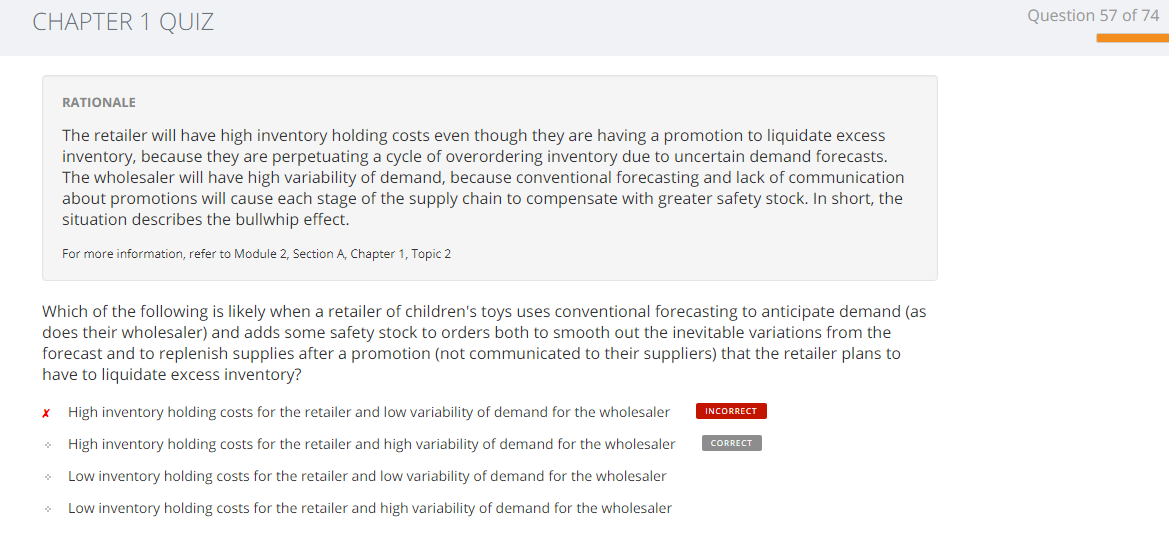 CHAPTER 1 QUIZ
Question 57 of 74
RATIONALE
The retailer will have high inventory holding costs even though they are having a promotion to liquidate excess
inventory, because they are perpetuating a cycle of overordering inventory due to uncertain demand forecasts.
The wholesaler will have high variability of demand, because conventional forecasting and lack of communication
about promotions will cause each stage of the supply chain to compensate with greater safety stock. In short, the
situation describes the bullwhip effect.
For more information, refer to Module 2, Section A, Chapter 1, Topic 2
Which of the following is likely when a retailer of children's toys uses conventional forecasting to anticipate demand (as
does their wholesaler) and adds some safety stock to orders both to smooth out the inevitable variations from the
forecast and to replenish supplies after a promotion (not communicated to their suppliers) that the retailer plans to
have to liquidate excess inventory?
✗ High inventory holding costs for the retailer and low variability of demand for the wholesaler INCORRECT
High inventory holding costs for the retailer and high variability of demand for the wholesaler CORRECT
Low inventory holding costs for the retailer and low variability of demand for the wholesaler
Low inventory holding costs for the retailer and high variability of demand for the wholesaler